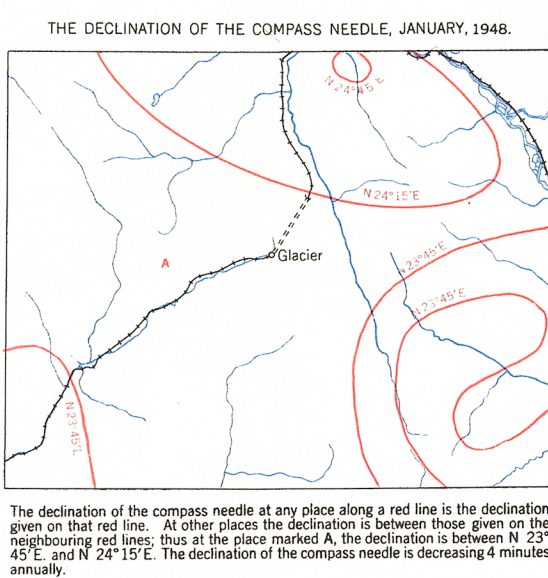 THE DECLINATION OF THE COMPASS NEEDLE, JANUARY, 1948.
N 24°45' E
N 24°15'E
N 23°45'E
Glacier
A
N 23°45'E
N 23°45'E
The declination of the compass needle at any place along a red line is the declination
given on that red line. At other places the declination is between those given on the
neighbouring red lines; thus at the place marked A, the declination is between N 23°
45' E. and N 24° 15' E. The declination of the compass needle is decreasing 4 minutes
annually.